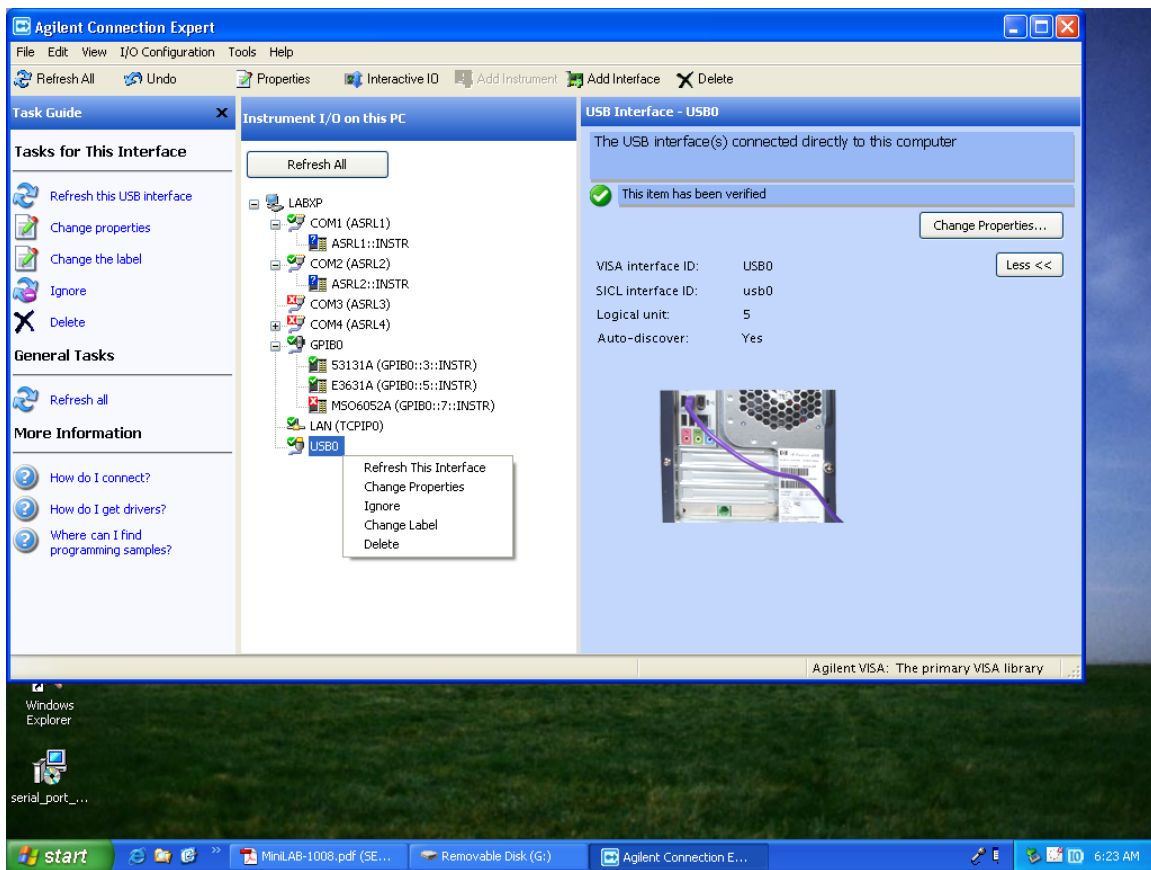 Agilent Connection Expert
File Edit View I/O Configuration Tools Help
Refresh All Undo Properties Interactive IO Add Instrument Add Interface Delete
Task Guide
Tasks for This Interface
Refresh this USB interface
Change properties
Change the label
Ignore
Delete
General Tasks
Refresh all
More Information
How do I connect?
How do I get drivers?
Where can I find
programming samples?
Instrument I/O on this PC
Refresh All
LABXP
COM1 (ASRL1)
ASRL1::INSTR
COM2 (ASRL2)
ASRL2::INSTR
COM3 (ASRL3)
COM4 (ASRL4)
GPIB0
53131A (GPIB0::3::INSTR)
E3631A (GPIB0::5::INSTR)
MSO6052A (GPIB0::7::INSTR)
LAN (TCPIP0)
USB0
Refresh This Interface
Change Properties
Ignore
Change Label
Delete
USB Interface - USB0
The USB interface(s) connected directly to this computer
This item has been verified
Change Properties...
Less <<
VISA interface ID: USB0
SICL interface ID: usb0
Logical unit: 5
Auto-discover: Yes
Agilent VISA: The primary VISA library
Windows
Explorer
serial_port_...
start
MiniLAB-1008.pdf (SE...
Removable Disk (G:)
Agilent Connection E...
6:23 AM